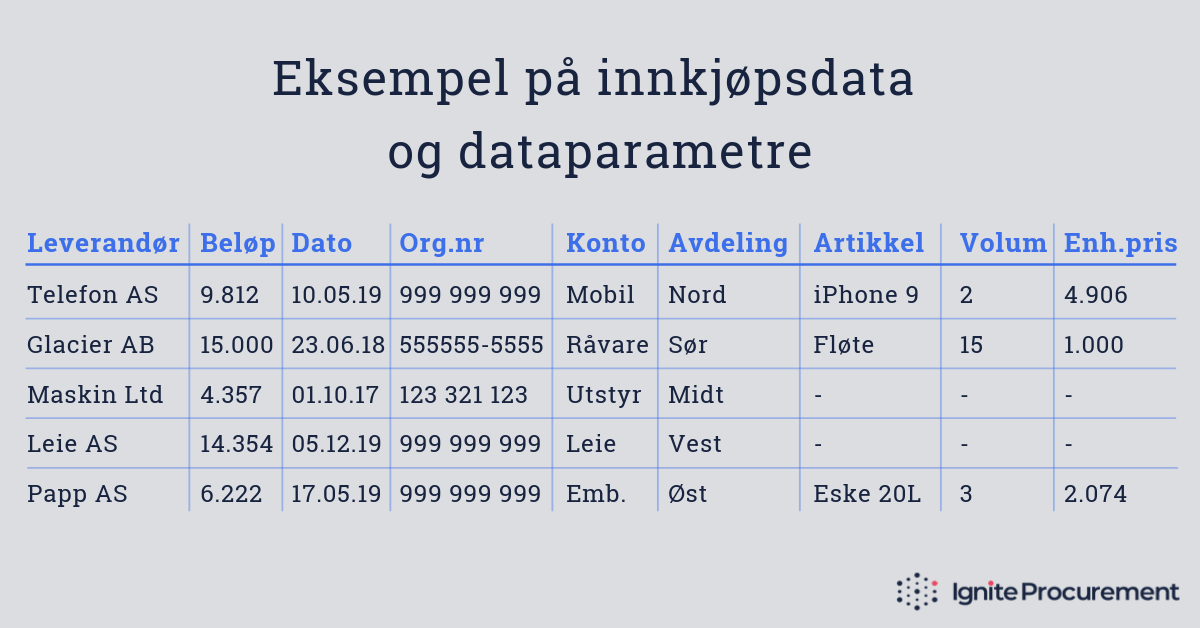 Eksempel på innkjøpsdata
og dataparametre
Leverandør Beløp Dato Org.nr Konto Avdeling Artikkel Volum Enh.pris
Telefon AS 9.812 10.05.19 999 999 999 Mobil Nord iPhone 9 2 4.906
Glacier AB 15.000 23.06.18 555555-5555 Råvare Sør Fløte 15 1.000
Maskin Ltd 4.357 01.10.17 123 321 123 Utstyr Midt - - -
Leie AS 14.354 05.12.19 999 999 999 Leie Vest - - -
Papp AS 6.222 17.05.19 999 999 999 Emb. Øst Eske 20L 3 2.074
Ignite Procurement